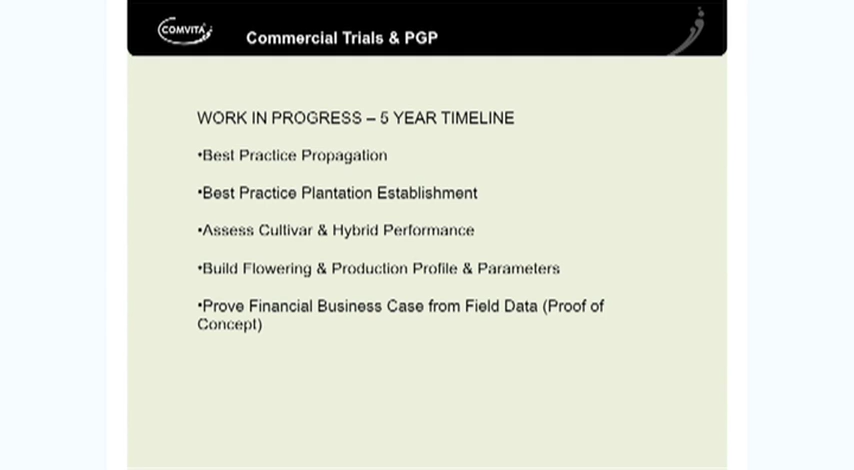 COMVITA
Commercial Trials & PGP
WORK IN PROGRESS – 5 YEAR TIMELINE
•Best Practice Propagation
•Best Practice Plantation Establishment
•Assess Cultivar & Hybrid Performance
•Build Flowering & Production Profile & Parameters
•Prove Financial Business Case from Field Data (Proof of
Concept)